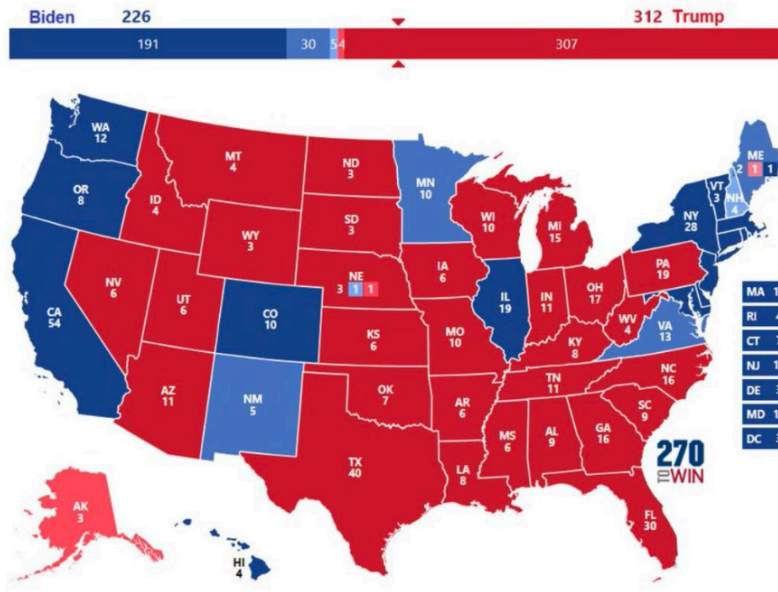 Biden 226 312 Trump
191 30 5 4 307
WA
12
OR
8
CA
54
NV
6
ID
4
MT
4
WY
3
UT
6
AZ
11
CO
10
NM
5
ND
3
SD
3
NE
3 1 1
KS
6
OK
7
TX
40
MN
10
IA
6
MO
10
AR
6
LA
8
WI
10
IL
19
MI
15
IN
11
OH
17
KY
8
TN
11
MS
6
AL
9
GA
16
FL
30
SC
9
NC
16
VA
13
WV
4
PA
19
NY
28
VT
3
NH
4
ME
2 1 1
AK
3
HI
4
MA 1
RI
CT
NJ 1
DE
MD 1
DC
270
TO WIN